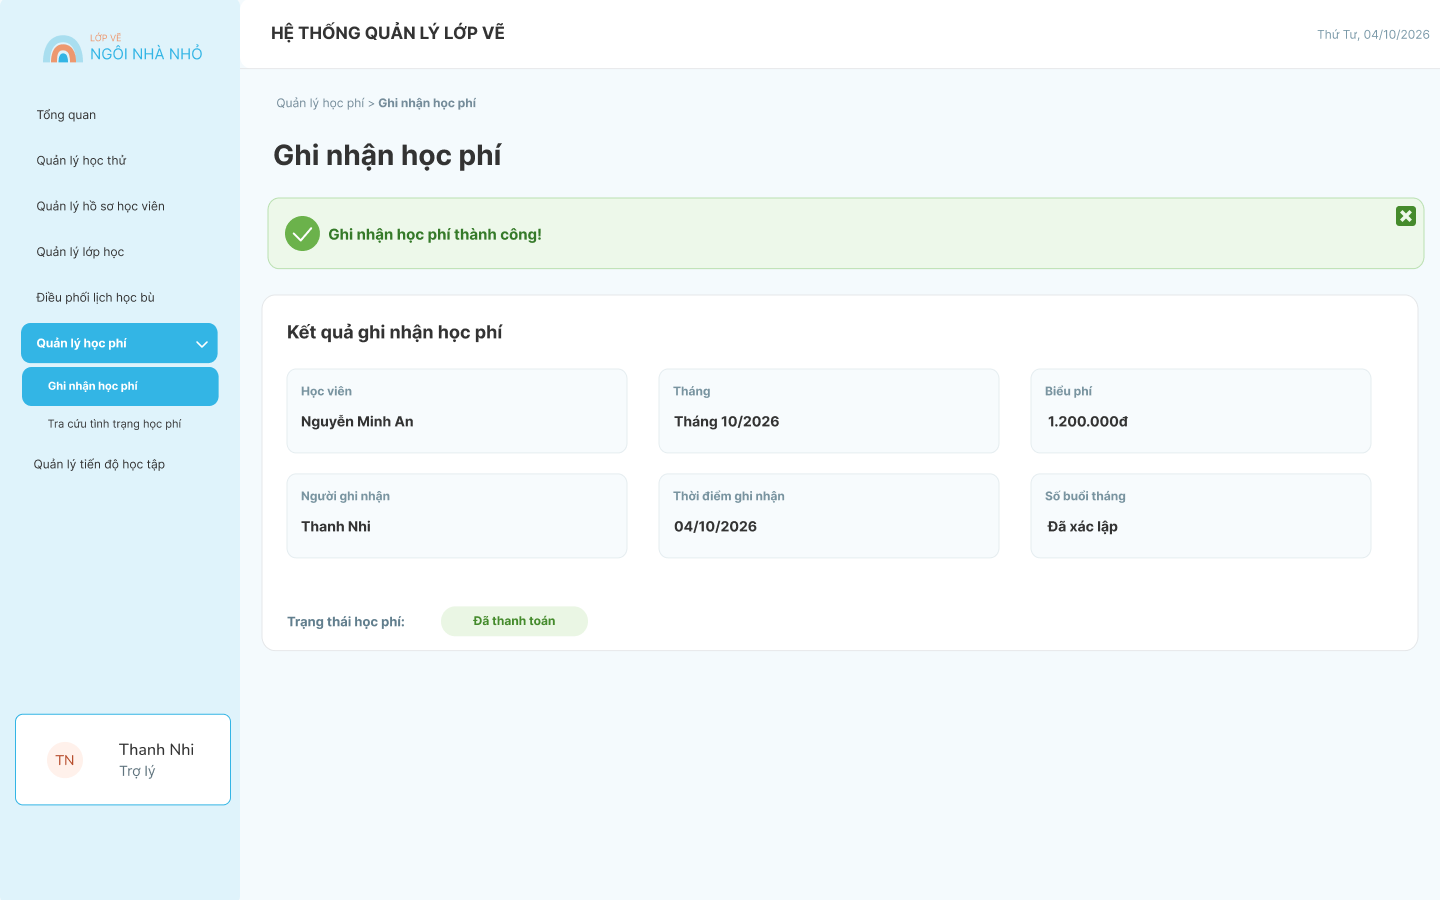 LỚP VẼ
NGÔI NHÀ NHỎ
HỆ THỐNG QUẢN LÝ LỚP VẼ
Thứ Tư, 04/10/2026
Tổng quan
Quản lý học thử
Quản lý hồ sơ học viên
Quản lý lớp học
Điều phối lịch học bù
Quản lý học phí
Ghi nhận học phí
Tra cứu tình trạng học phí
Quản lý tiến độ học tập
TN
Thanh Nhi
Trợ lý
Quản lý học phí > Ghi nhận học phí
Ghi nhận học phí
Ghi nhận học phí thành công!
Kết quả ghi nhận học phí
Học viên
Nguyễn Minh An
Tháng
Tháng 10/2026
Biểu phí
1.200.000đ
Người ghi nhận
Thanh Nhi
Thời điểm ghi nhận
04/10/2026
Số buổi tháng
Đã xác lập
Trạng thái học phí:
Đã thanh toán